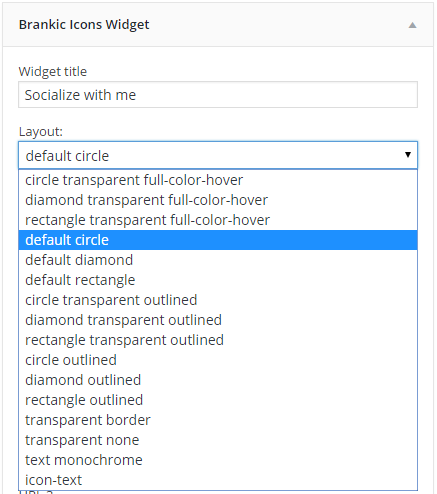 Brankic Icons Widget
Widget title
Socialize with me
Layout:
default circle
circle transparent full-color-hover
diamond transparent full-color-hover
rectangle transparent full-color-hover
default circle
default diamond
default rectangle
circle transparent outlined
diamond transparent outlined
rectangle transparent outlined
circle outlined
diamond outlined
rectangle outlined
transparent border
transparent none
text monochrome
icon-text